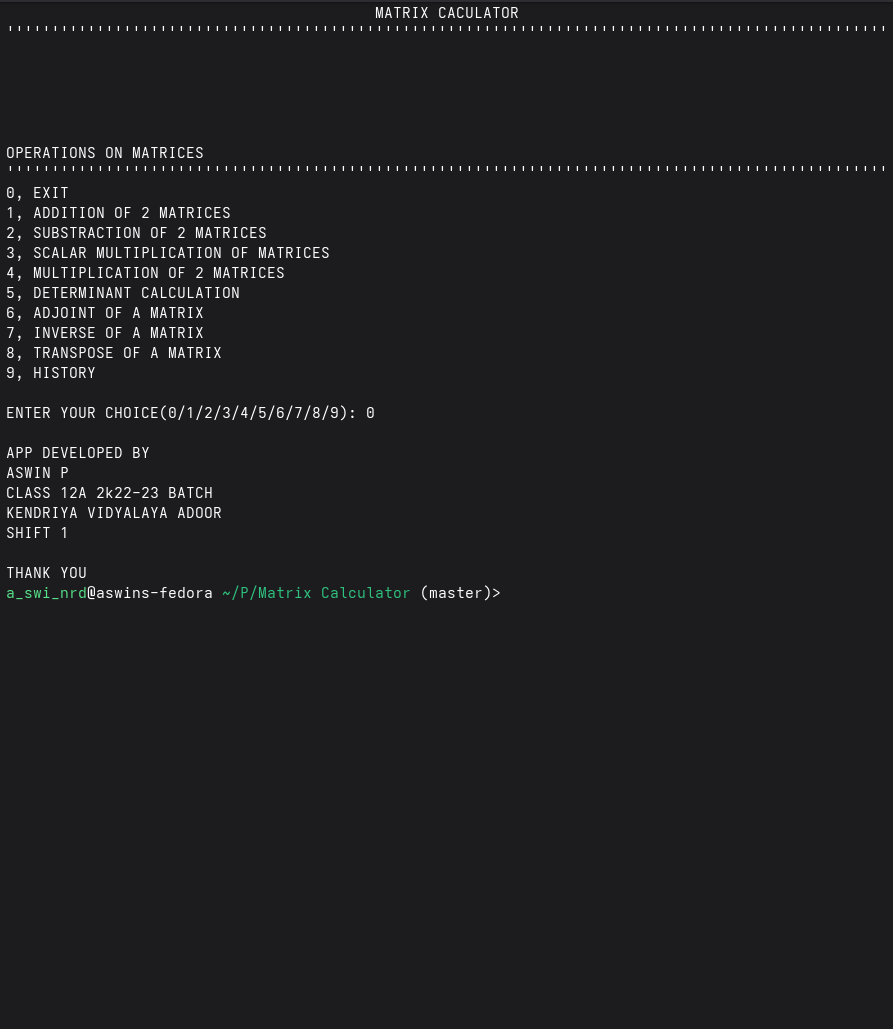 MATRIX CACULATOR
''''''''''''''''''''''''''''''''''''''''''''''''''''''''''''''''''''''''''''''''''''''''''''''''''
OPERATIONS ON MATRICES
''''''''''''''''''''''''''''''''''''''''''''''''''''''''''''''''''''''''''''''''''''''''''''''''''
0, EXIT
1, ADDITION OF 2 MATRICES
2, SUBSTRACTION OF 2 MATRICES
3, SCALAR MULTIPLICATION OF MATRICES
4, MULTIPLICATION OF 2 MATRICES
5, DETERMINANT CALCULATION
6, ADJOINT OF A MATRIX
7, INVERSE OF A MATRIX
8, TRANSPOSE OF A MATRIX
9, HISTORY
ENTER YOUR CHOICE(0/1/2/3/4/5/6/7/8/9): 0
APP DEVELOPED BY
ASWIN P
CLASS 12A 2k22-23 BATCH
KENDRIYA VIDYALAYA ADOOR
SHIFT 1
THANK YOU
a_swi_nrd@aswins-fedora ~/P/Matrix Calculator (master)>